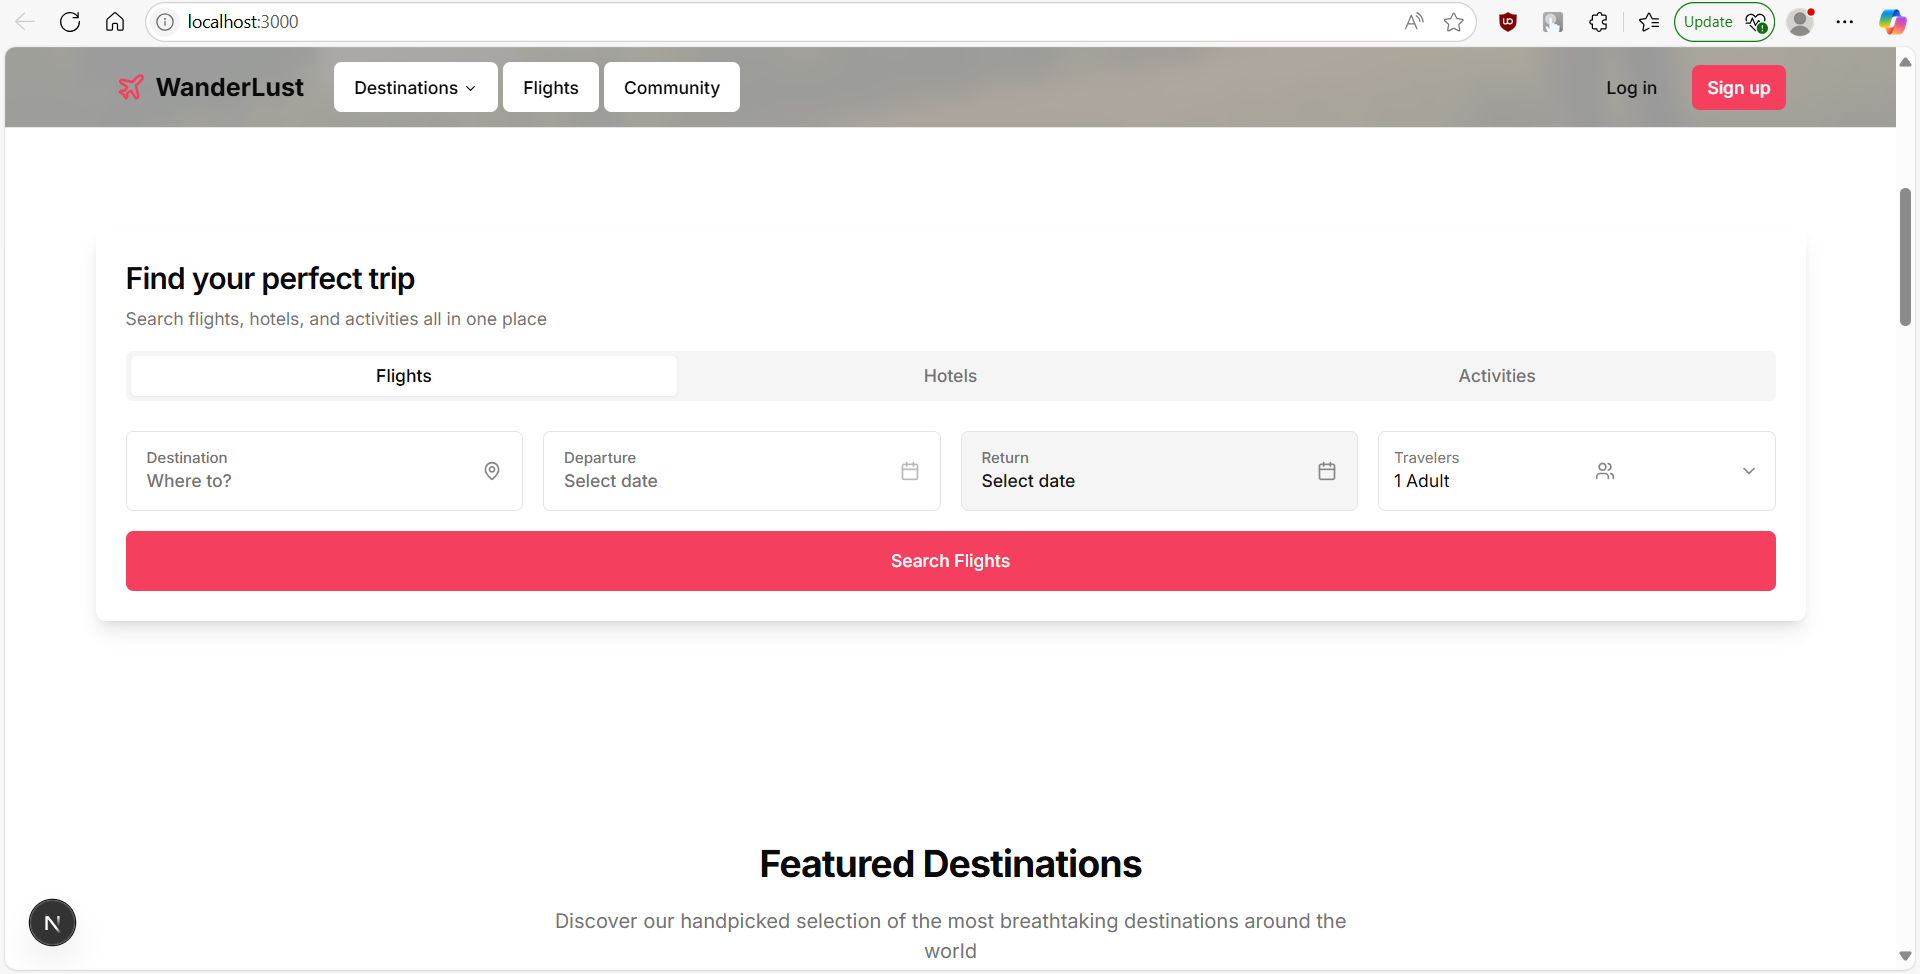 localhost:3000
Update
WanderLust
Destinations
Flights
Community
Log in
Sign up
Find your perfect trip
Search flights, hotels, and activities all in one place
Flights
Hotels
Activities
Destination
Where to?
Departure
Select date
Return
Select date
Travelers
1 Adult
Search Flights
Featured Destinations
Discover our handpicked selection of the most breathtaking destinations around the
world
N